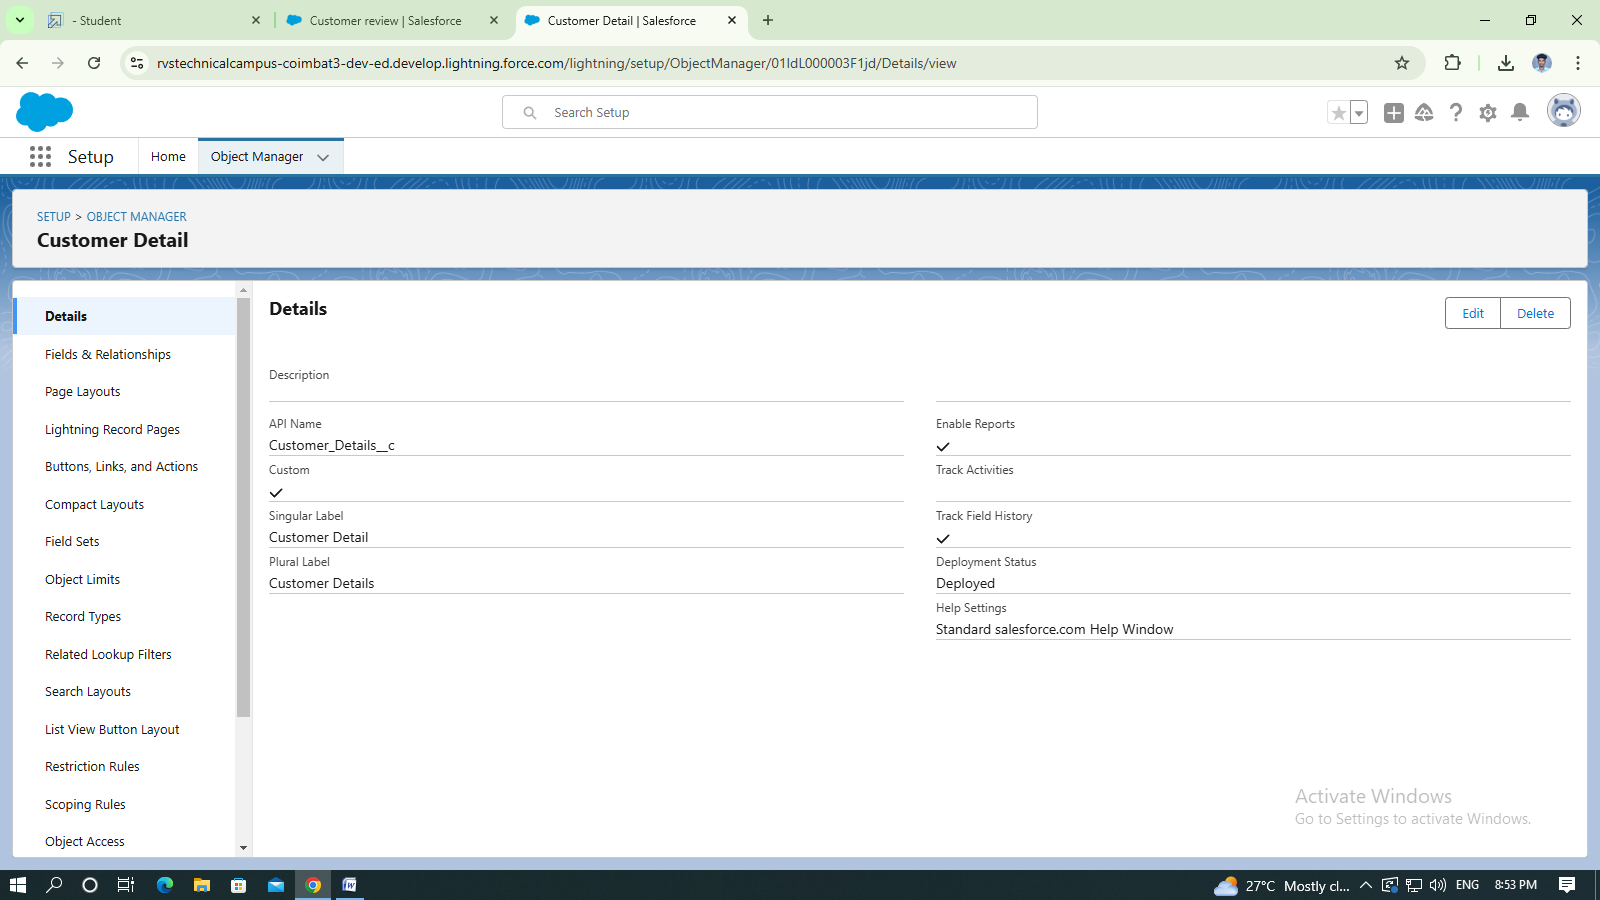 - Student
Customer review | Salesforce
Customer Detail | Salesforce
rvstechnicalcampus-coimbat3-dev-ed.develop.lightning.force.com/lightning/setup/ObjectManager/01IdL000003F1jd/Details/view
Search Setup
Setup
Home
Object Manager
SETUP > OBJECT MANAGER
Customer Detail
Details
Fields & Relationships
Page Layouts
Lightning Record Pages
Buttons, Links, and Actions
Compact Layouts
Field Sets
Object Limits
Record Types
Related Lookup Filters
Search Layouts
List View Button Layout
Restriction Rules
Scoping Rules
Object Access
Details
Edit
Delete
Description
API Name
Customer_Details__c
Custom
Singular Label
Customer Detail
Plural Label
Customer Details
Enable Reports
Track Activities
Track Field History
Deployment Status
Deployed
Help Settings
Standard salesforce.com Help Window
Activate Windows
Go to Settings to activate Windows.
27°C Mostly cl...
ENG
8:53 PM